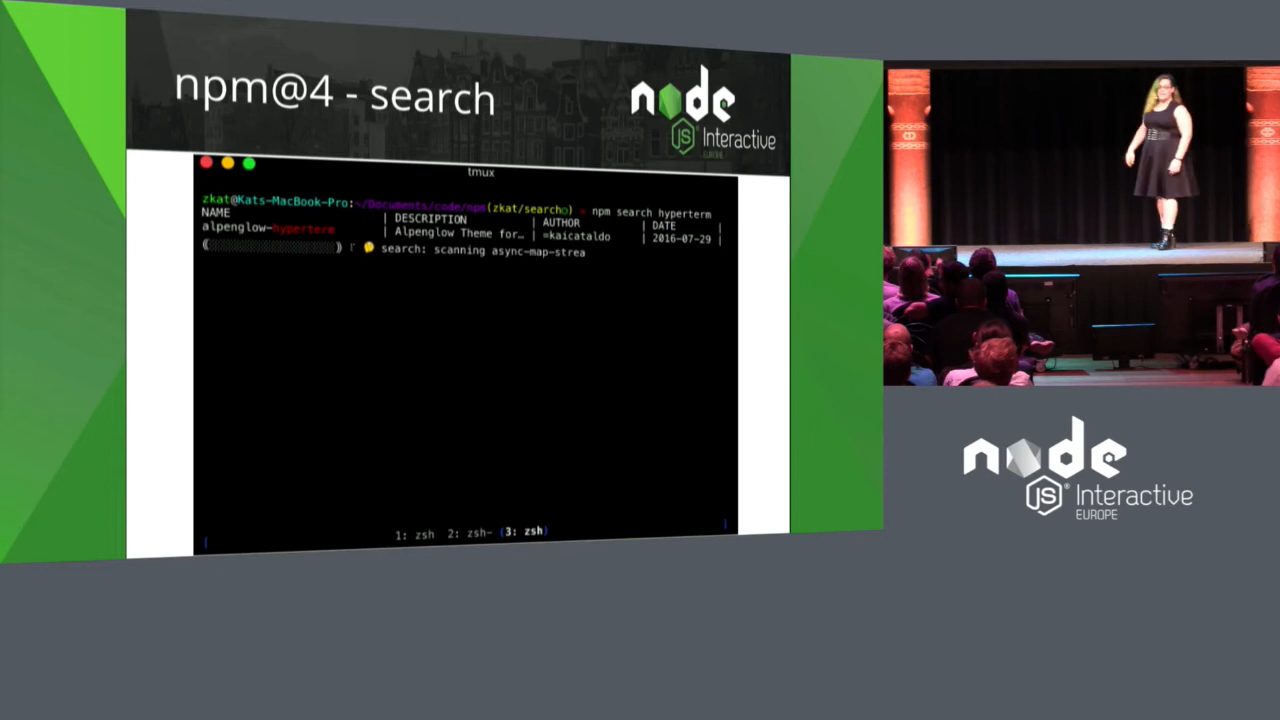 npm@4 - search
node
JS Interactive
EUROPE
tmux
zkat@Kats-MacBook-Pro:~/Documents/code/npm(zkat/search○) npm search hyperterm
NAME | DESCRIPTION | AUTHOR | DATE |
alpenglow-hyperterm | Alpenglow Theme for… | =kaicataldo | 2016-07-29 |
search: scanning async-map-strea
1: zsh 2: zsh- (3: zsh)
node
JS® Interactive
EUROPE